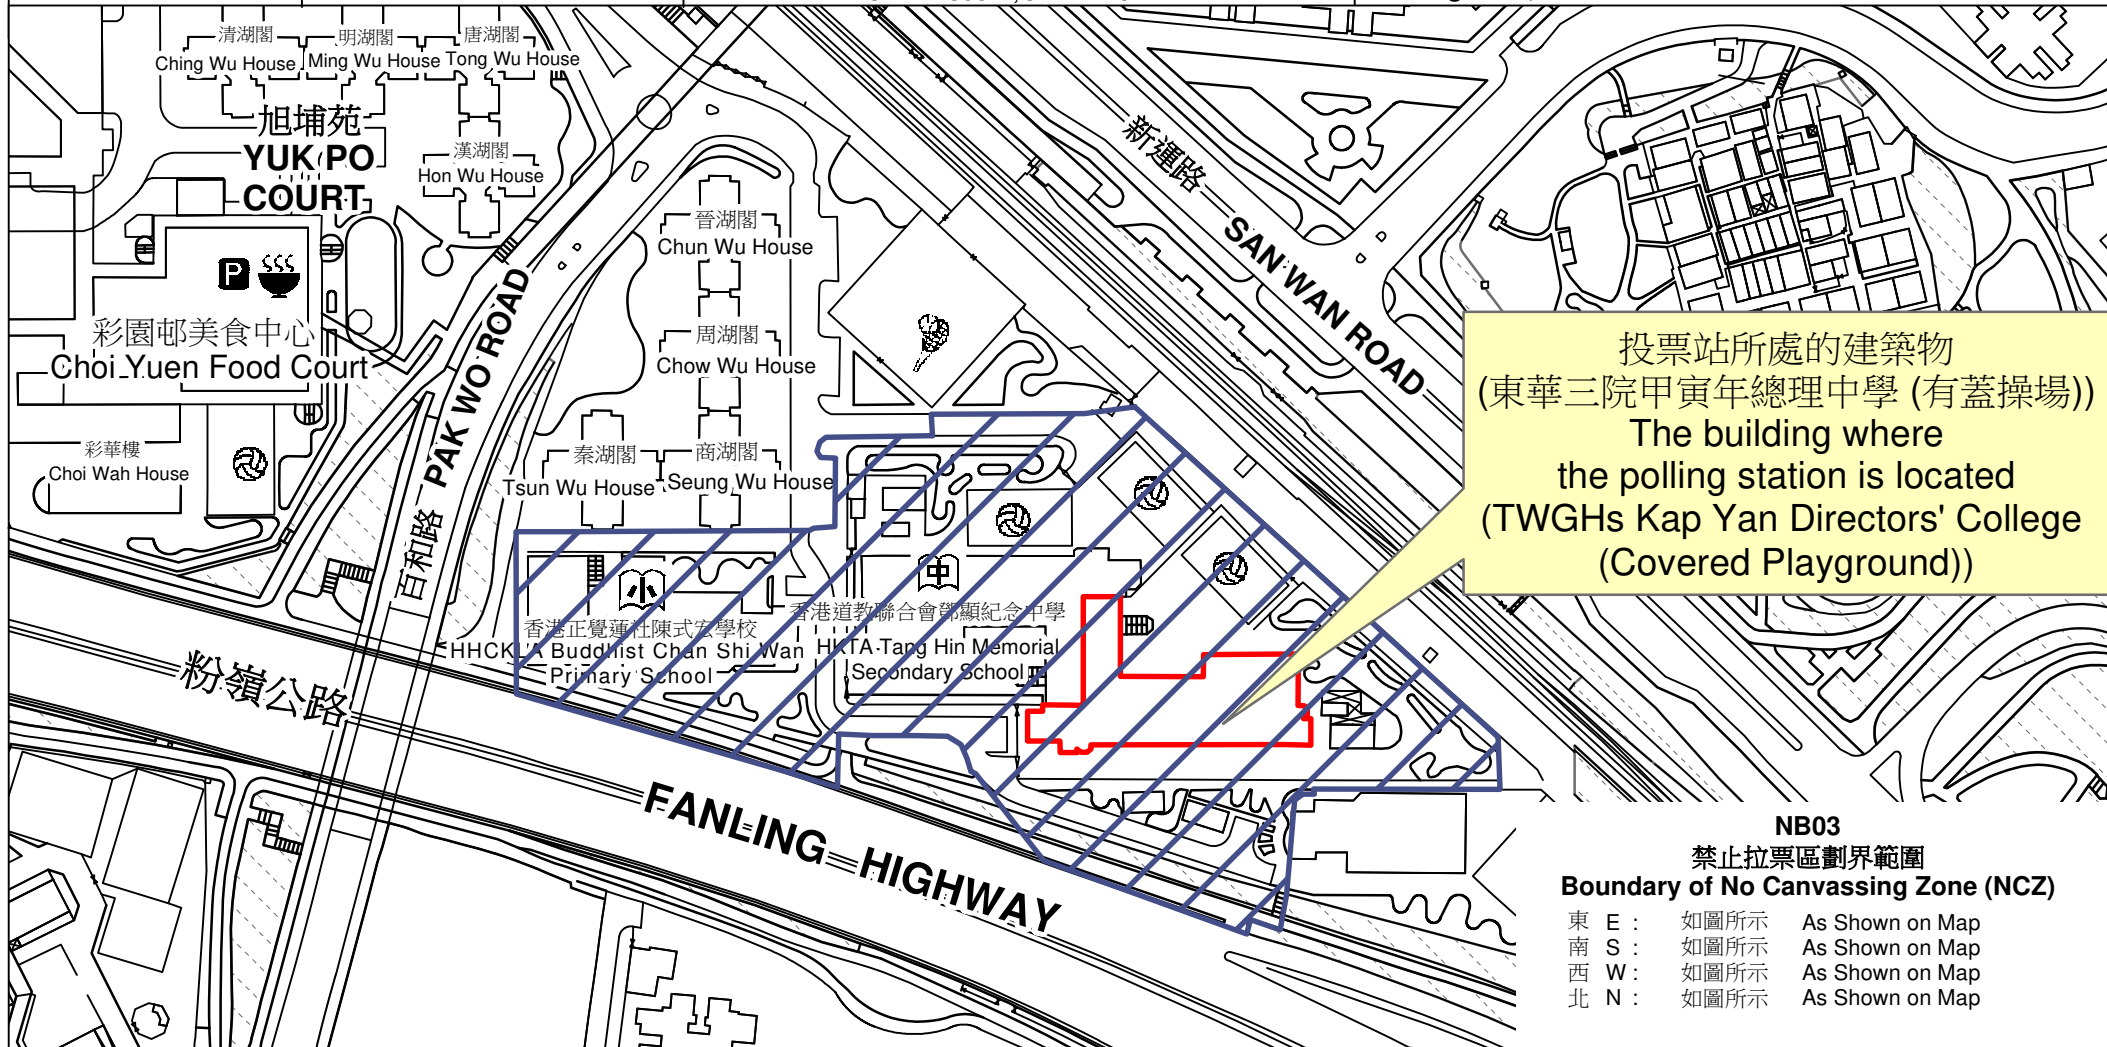 清湖閣
Ching Wu House
明湖閣
Ming Wu House
唐湖閣
Tong Wu House
旭埔苑
YUK PO
COURT
漢湖閣
Hon Wu House
晉湖閣
Chun Wu House
周湖閣
Chow Wu House
秦湖閣
Tsun Wu House
商湖閣
Seung Wu House
P
彩園邨美食中心
Choi Yuen Food Court
彩華樓
Choi Wah House
百和路 PAK WO ROAD
新運路 SAN WAN ROAD
小
香港正覺蓮社陳式宏學校
HHCKLA Buddhist Chan Shi Wan
Primary School
中
香港道教聯合會鄧顯紀念中學
HKTA Tang Hin Memorial
Secondary School
粉嶺公路
FANLING HIGHWAY
投票站所處的建築物
(東華三院甲寅年總理中學 (有蓋操場))
The building where
the polling station is located
(TWGHs Kap Yan Directors' College
(Covered Playground))
NB03
禁止拉票區劃界範圍
Boundary of No Canvassing Zone (NCZ)
東 E : 如圖所示 As Shown on Map
南 S : 如圖所示 As Shown on Map
西 W : 如圖所示 As Shown on Map
北 N : 如圖所示 As Shown on Map